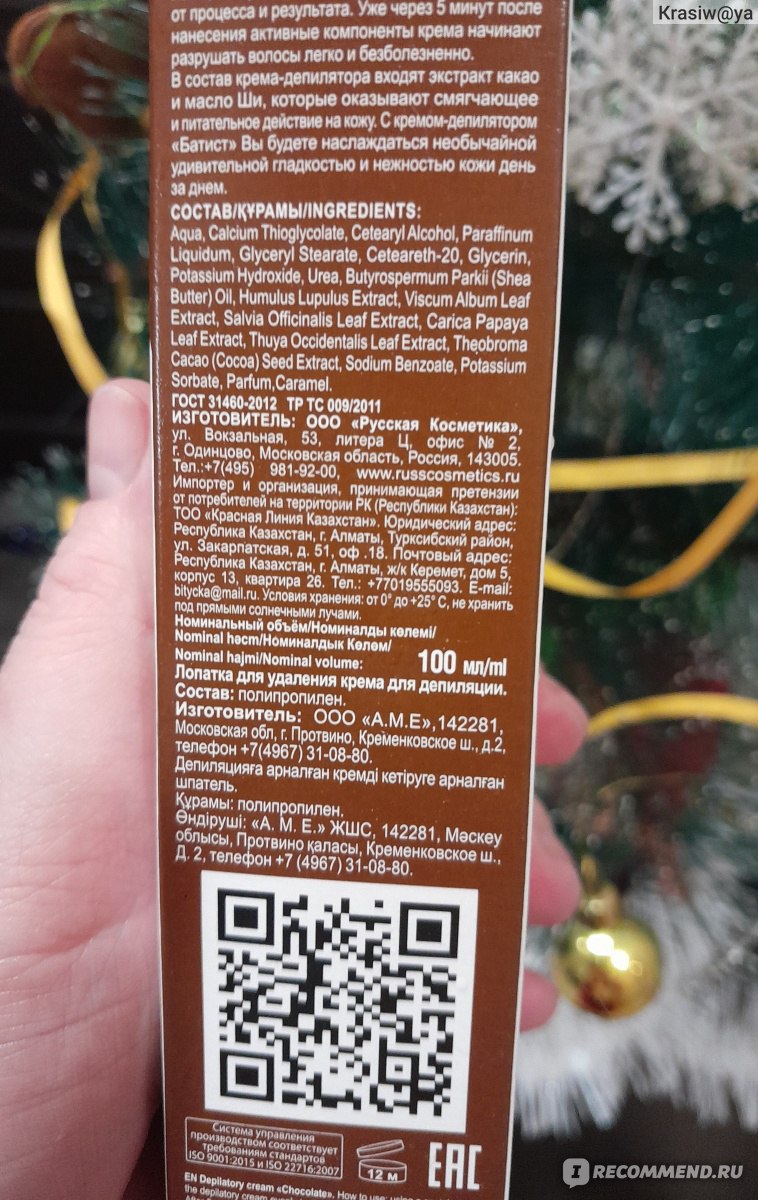 Krasiw@ya
от процесса и результата. Уже через 5 минут после
нанесения активные компоненты крема начинают
разрушать волосы легко и безболезненно.
В состав крема-депилятора входят экстракт какао
и масло Ши, которые оказывают смягчающее
и питательное действие на кожу. С кремом-депилятором
«Батист» Вы будете наслаждаться необычайной
удивительной гладкостью и нежностью кожи день
за днем.
СОСТАВ/ҚҰРАМЫ/INGREDIENTS:
Aqua, Calcium Thioglycolate, Cetearyl Alcohol, Paraffinum
Liquidum, Glyceryl Stearate, Ceteareth-20, Glycerin,
Potassium Hydroxide, Urea, Butyrospermum Parkii (Shea
Butter) Oil, Humulus Lupulus Extract, Viscum Album Leaf
Extract, Salvia Officinalis Leaf Extract, Carica Papaya
Leaf Extract, Thuya Occidentalis Leaf Extract, Theobroma
Cacao (Cocoa) Seed Extract, Sodium Benzoate, Potassium
Sorbate, Parfum,Caramel.
ГОСТ 31460-2012 ТР ТС 009/2011
ИЗГОТОВИТЕЛЬ: ООО «Русская Косметика»,
ул. Вокзальная, 53, литера Ц, офис № 2,
г. Одинцово, Московская область, Россия, 143005.
Тел.:+7(495) 981-92-00, www.russcosmetics.ru
Импортер и организация, принимающая претензии
от потребителей на территории РК (Республики Казахстан):
ТОО «Красная Линия Казахстан». Юридический адрес:
Республика Казахстан, г. Алматы, Турксибский район,
ул. Закарпатская, д. 51, оф .18. Почтовый адрес:
Республика Казахстан, г. Алматы, ж/к Керемет, дом 5,
корпус 13, квартира 26. Тел.: +77019555093. E-mail:
bitycka@mail.ru. Условия хранения: от 0° до +25° С, не хранить
под прямыми солнечными лучами.
Номинальный объём/Номиналды көлемі/
Nominal həcm/Номиналдык Көлөм/
Nominal hajmi/Nominal volume: 100 мл/ml
Лопатка для удаления крема для депиляции.
Состав: полипропилен.
Изготовитель: ООО «А.М.Е»,142281,
Московская обл, г. Протвино, Кременковское ш., д.2,
телефон +7(4967) 31-08-80.
Депиляцияға арналған кремді кетіруге арналған
шпатель.
Құрамы: полипропилен.
Өндіруші: «А. М. Е.» ЖШС, 142281, Мәскеу
облысы, Протвино қаласы, Кременковское ш.,
Д. 2, телефон +7 (4967) 31-08-80.
Система управления
производством соответствует
требованиям стандартов
ISO 9001:2015 и ISO 22716:2007
12 М
EAC
EN Depilatory cream «Chocolate». How to use:
the depilatory cream
I RECOMMEND.RU